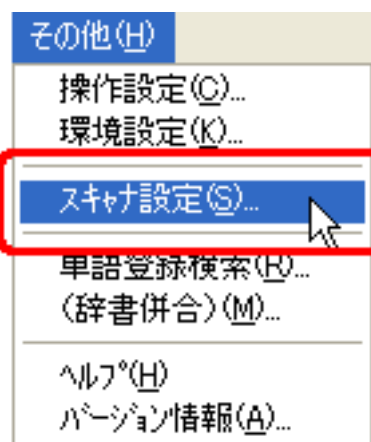 その他(H)
操作設定(C)...
環境設定(K)...
スキャナ設定(S)...
単語登録検索(R)...
(辞書併合)(M)...
ヘルプ(H)
バージョン情報(A)...